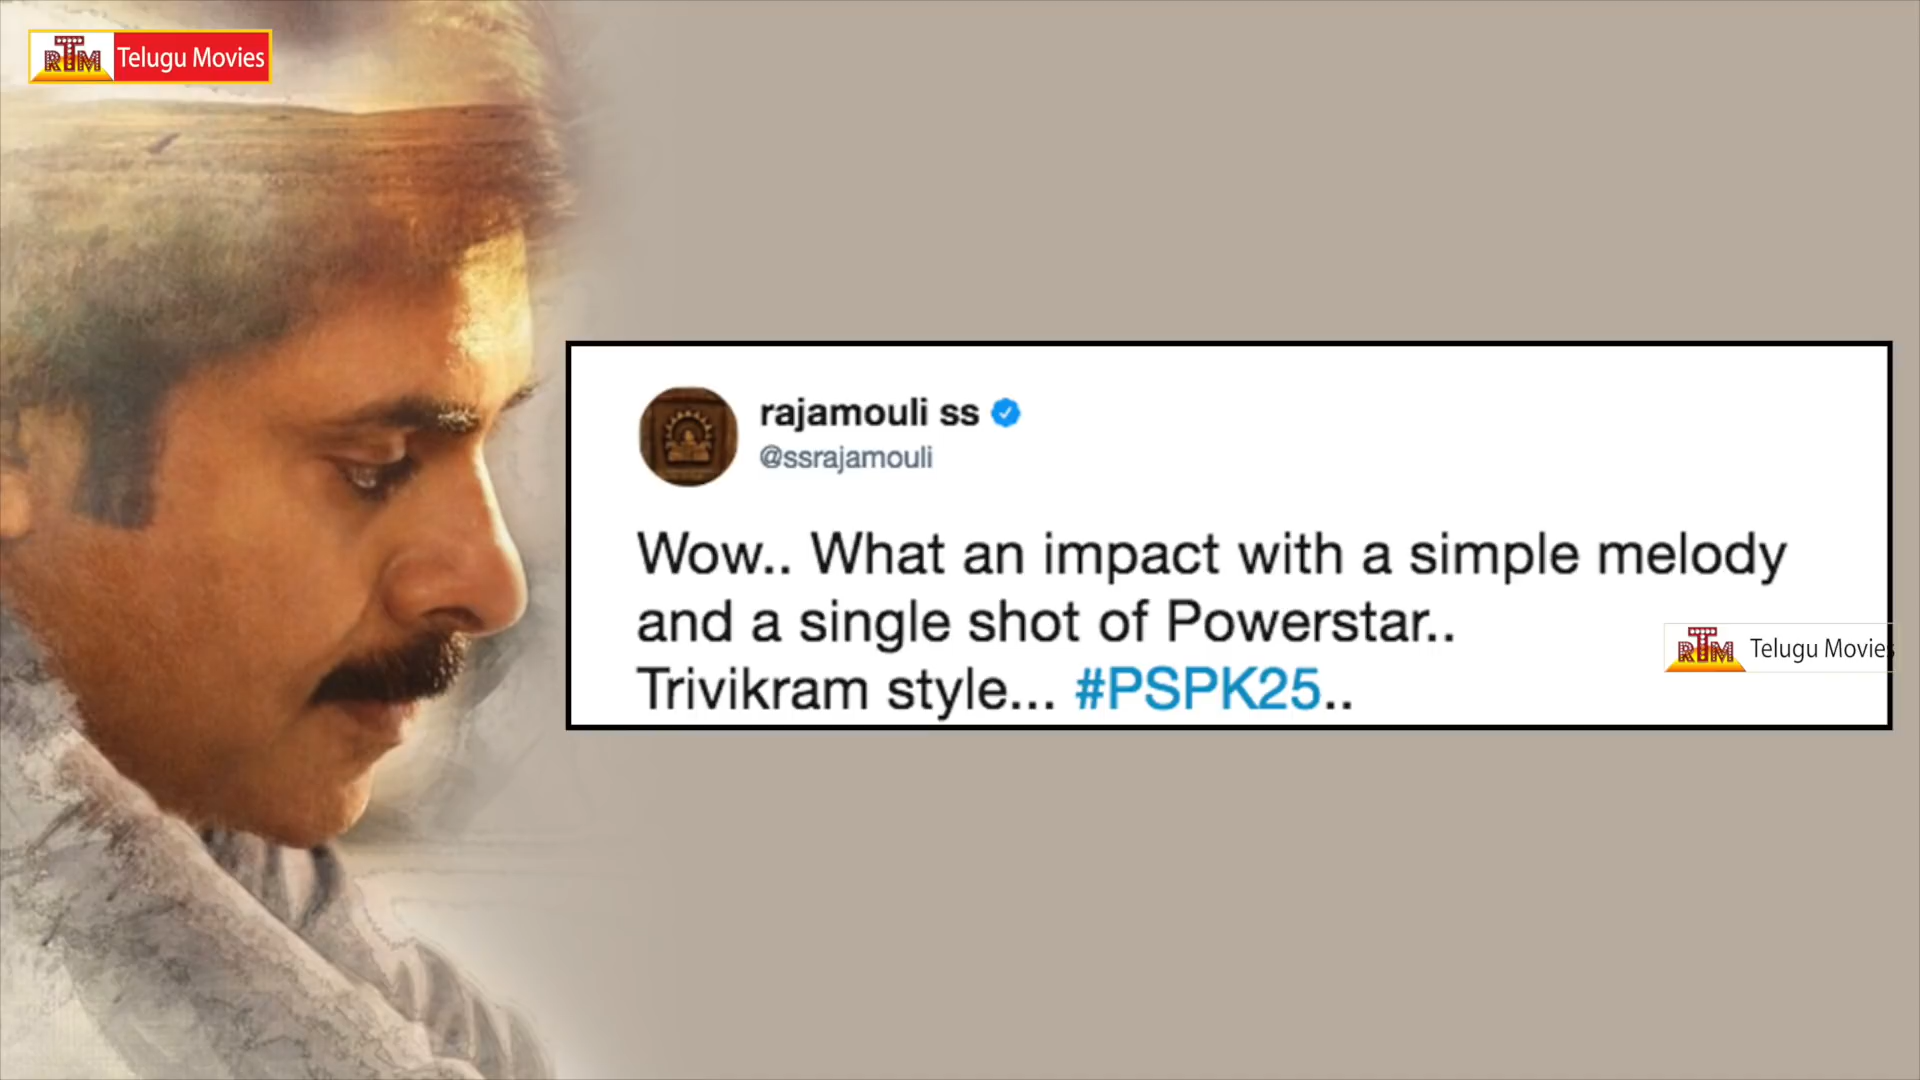 RTM Telugu Movies
rajamouli ss
@ssrajamouli
Wow.. What an impact with a simple melody
and a single shot of Powerstar..
RTM Telugu Movies
Trivikram style... #PSPK25..